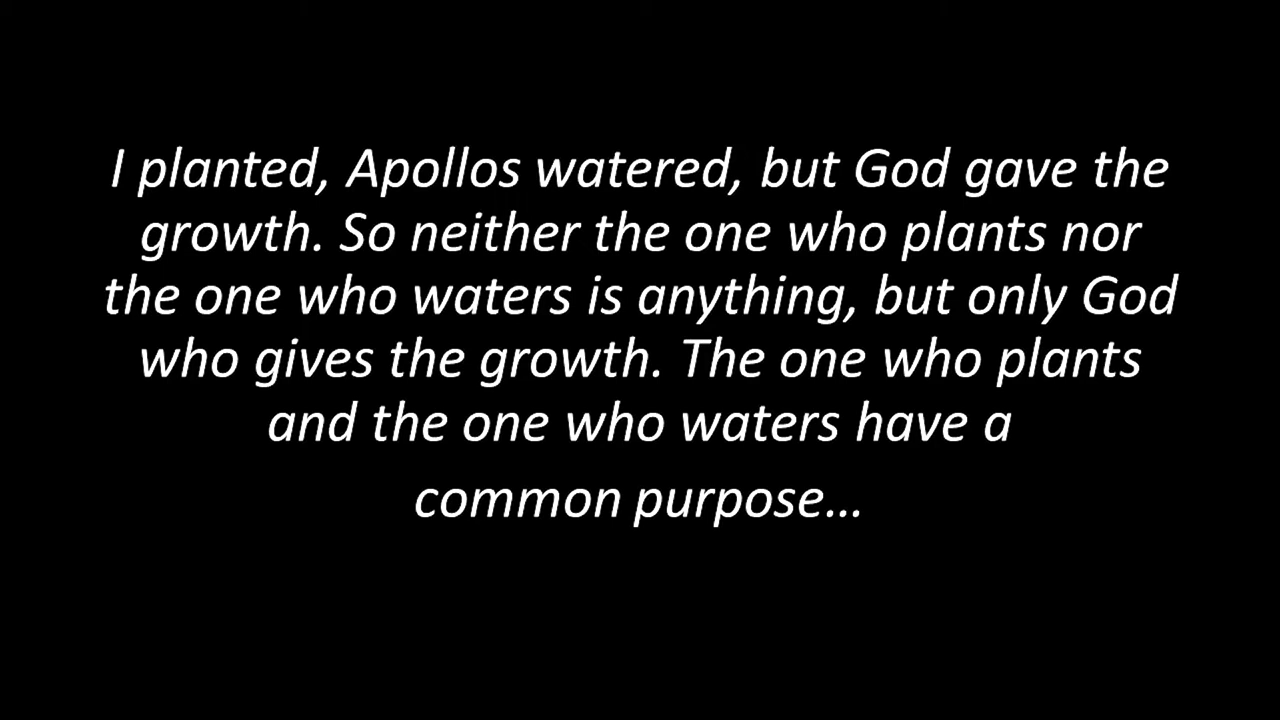 I planted, Apollos watered, but God gave the
growth. So neither the one who plants nor
the one who waters is anything, but only God
who gives the growth. The one who plants
and the one who waters have a
common purpose…